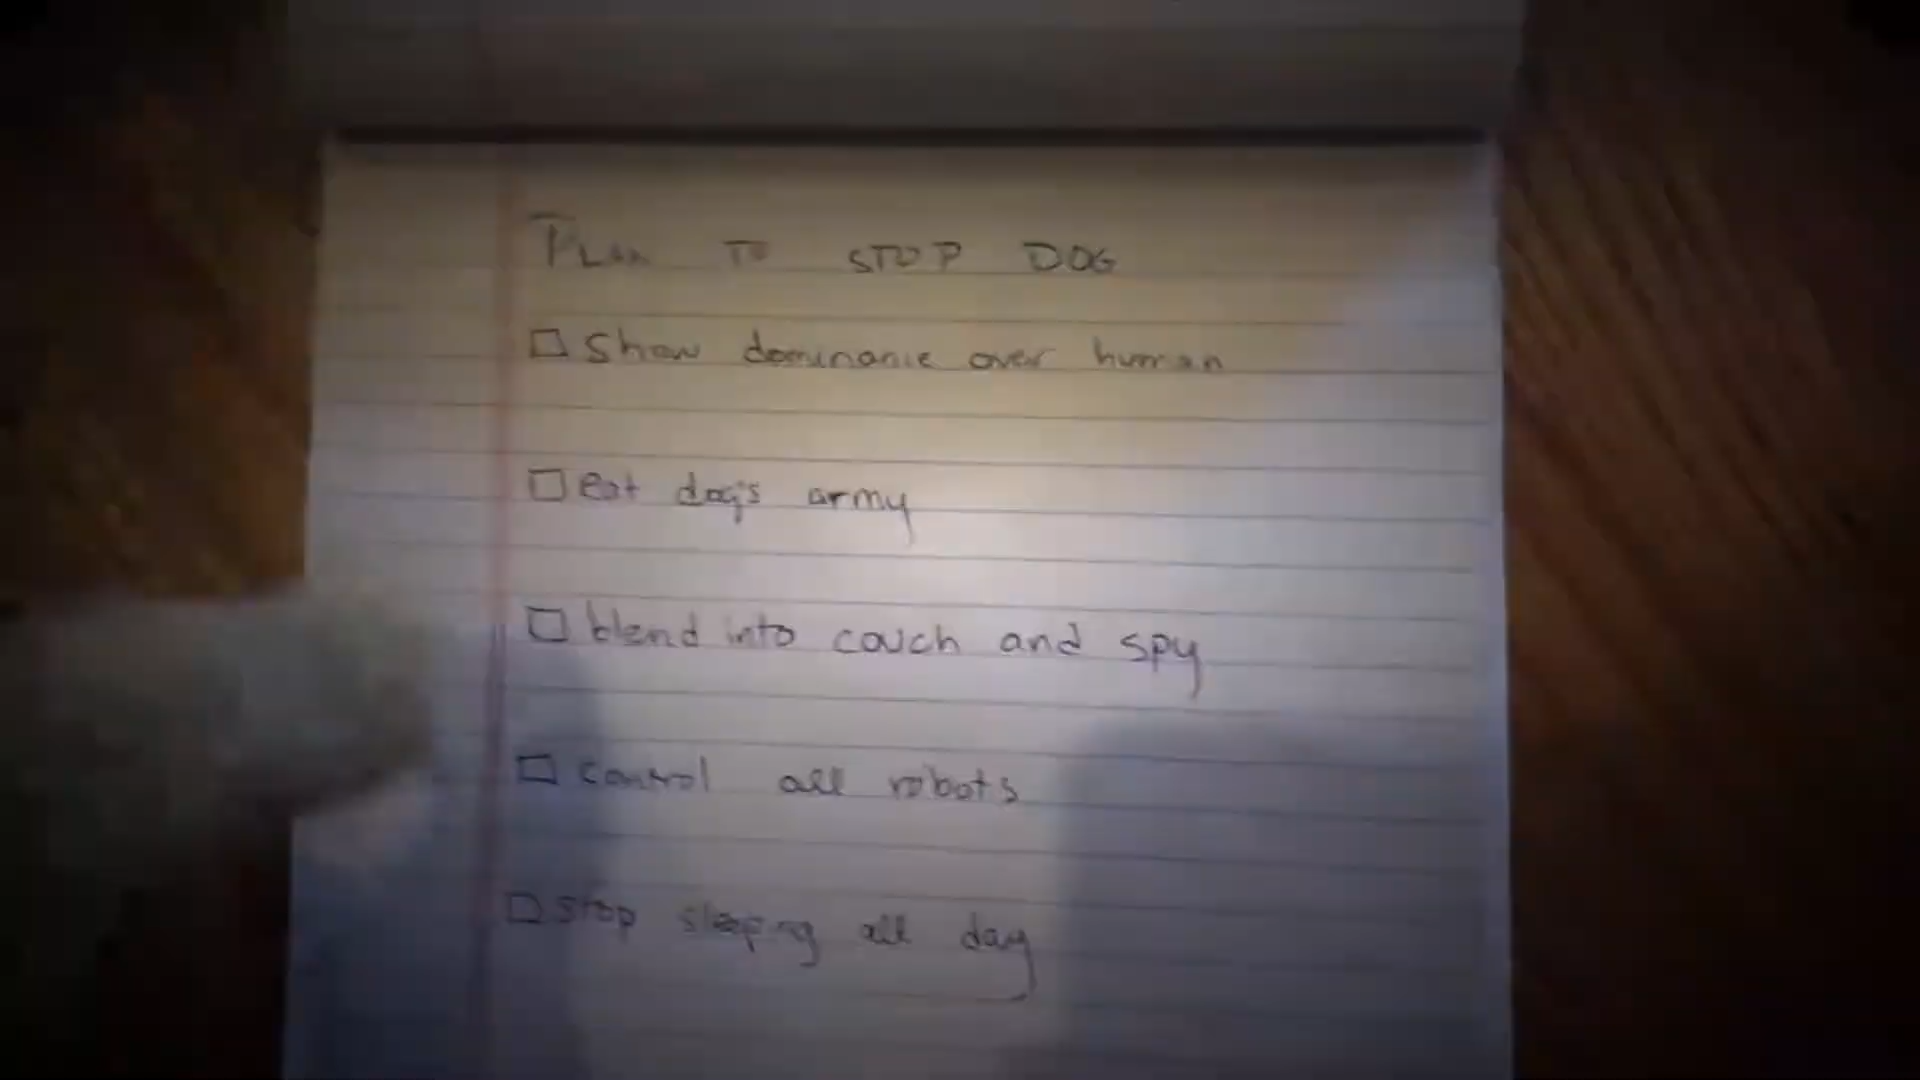 PLan To STOP DOG
Show dominance over human
eat dog's army
blend into couch and spy
control all robots
stop sleeping all day